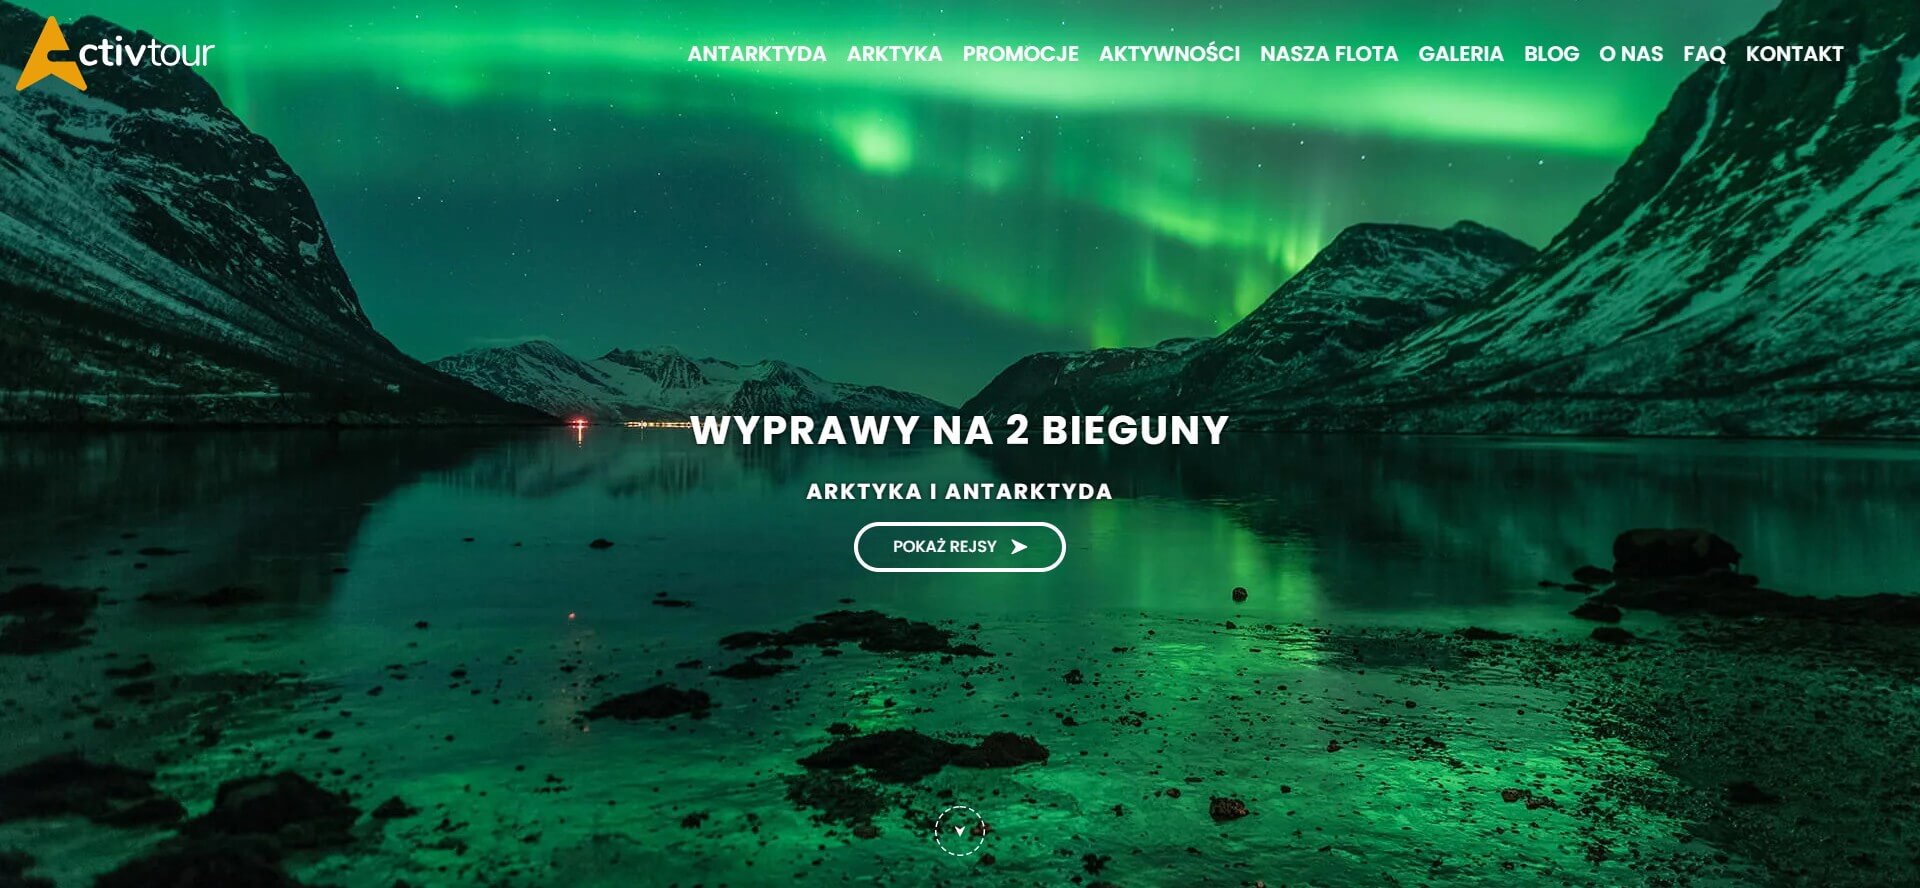 Activtour
ANTARKTYDA ARKTYKA PROMOCJE AKTYWNOŚCI NASZA FLOTA GALERIA BLOG O NAS FAQ KONTAKT
WYPRAWY NA 2 BIEGUNY
ARKTYKA I ANTARKTYDA
POKAŻ REJSY